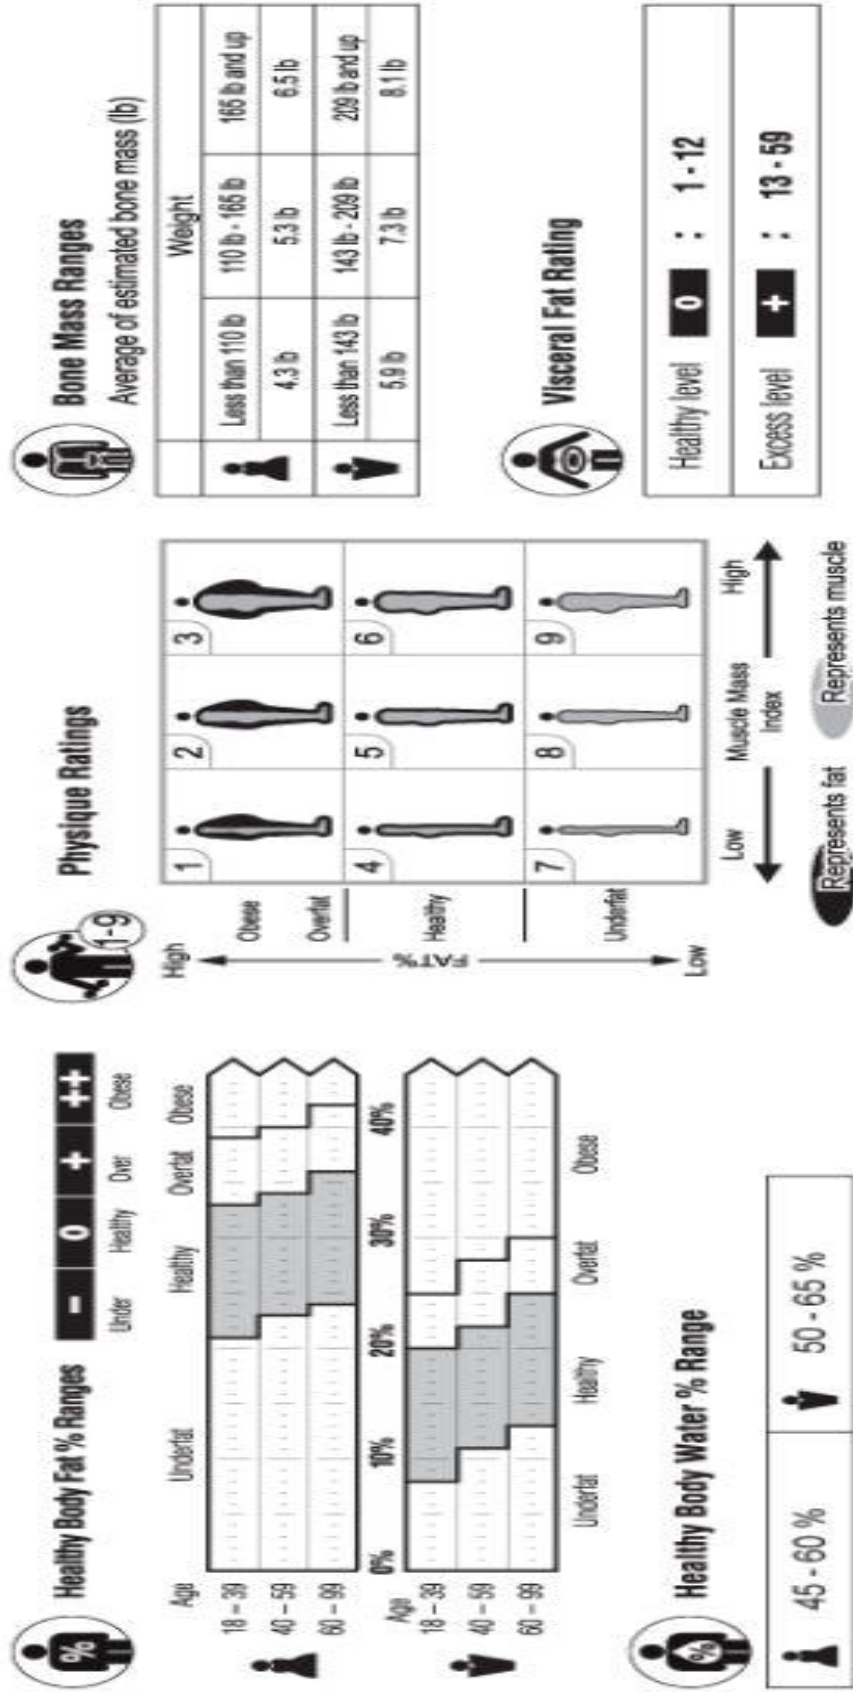 Healthy Body Fat % Ranges
− 0 + ++
Under Healthy Over Obese
Underfat Healthy Overfat Obese
Age
18 – 39
40 – 59
60 – 99
0% 10% 20% 30% 40%
Age
18 – 39
40 – 59
60 – 99
Underfat Healthy Overfat Obese
%
Healthy Body Water % Range
%
45 - 60 % 50 - 65 %
1-9
Physique Ratings
High
Obese
Overfat
Healthy
Underfat
Low
FAT%
1 2 3
4 5 6
7 8 9
Low Muscle Mass Index High
Represents fat Represents muscle
Bone Mass Ranges
Average of estimated bone mass (lb)
Weight
Less than 110 lb 110 lb - 165 lb 165 lb and up
4.3 lb 5.3 lb 6.5 lb
Less than 143 lb 143 lb - 209 lb 209 lb and up
5.9 lb 7.3 lb 8.1 lb
Visceral Fat Rating
Healthy level 0 : 1 - 12
Excess level + : 13 - 59